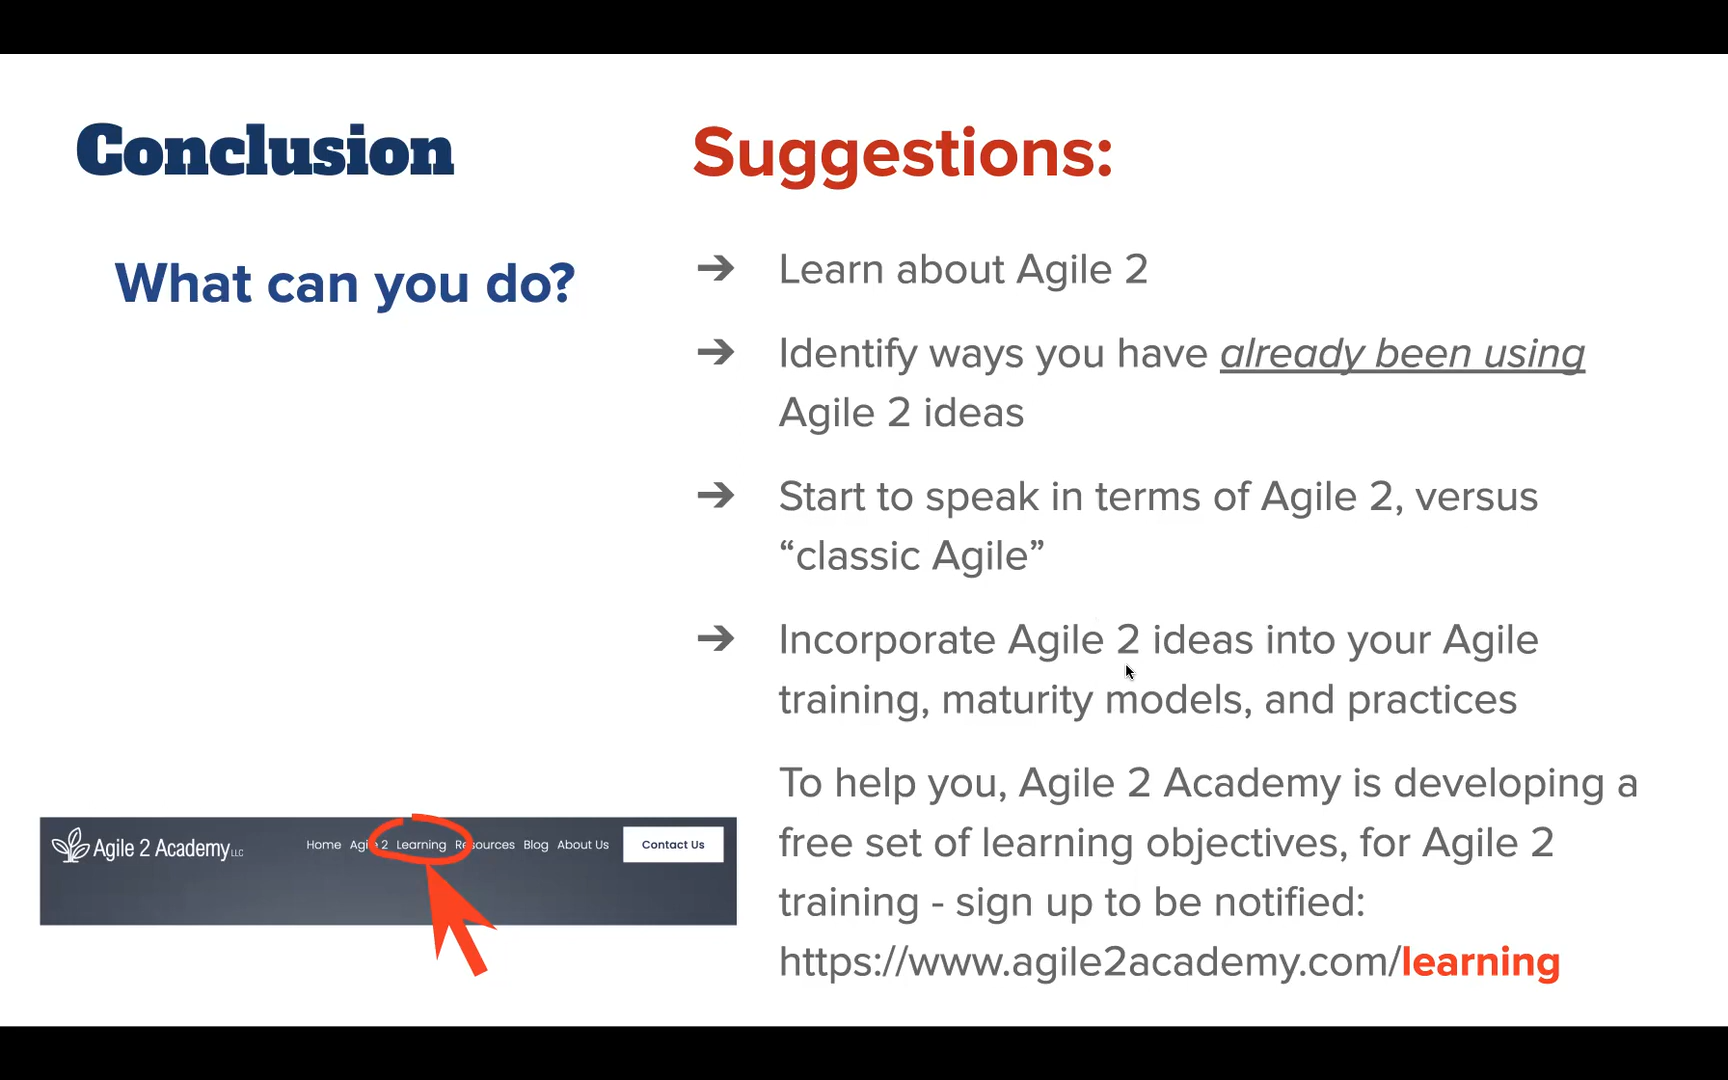 Conclusion
What can you do?
Suggestions:
➔ Learn about Agile 2
➔ Identify ways you have already been using
Agile 2 ideas
➔ Start to speak in terms of Agile 2, versus
“classic Agile”
➔ Incorporate Agile 2 ideas into your Agile
training, maturity models, and practices
To help you, Agile 2 Academy is developing a
free set of learning objectives, for Agile 2
training - sign up to be notified:
https://www.agile2academy.com/learning
Agile 2 Academy LLC
Home Agile 2 Learning Resources Blog About Us Contact Us